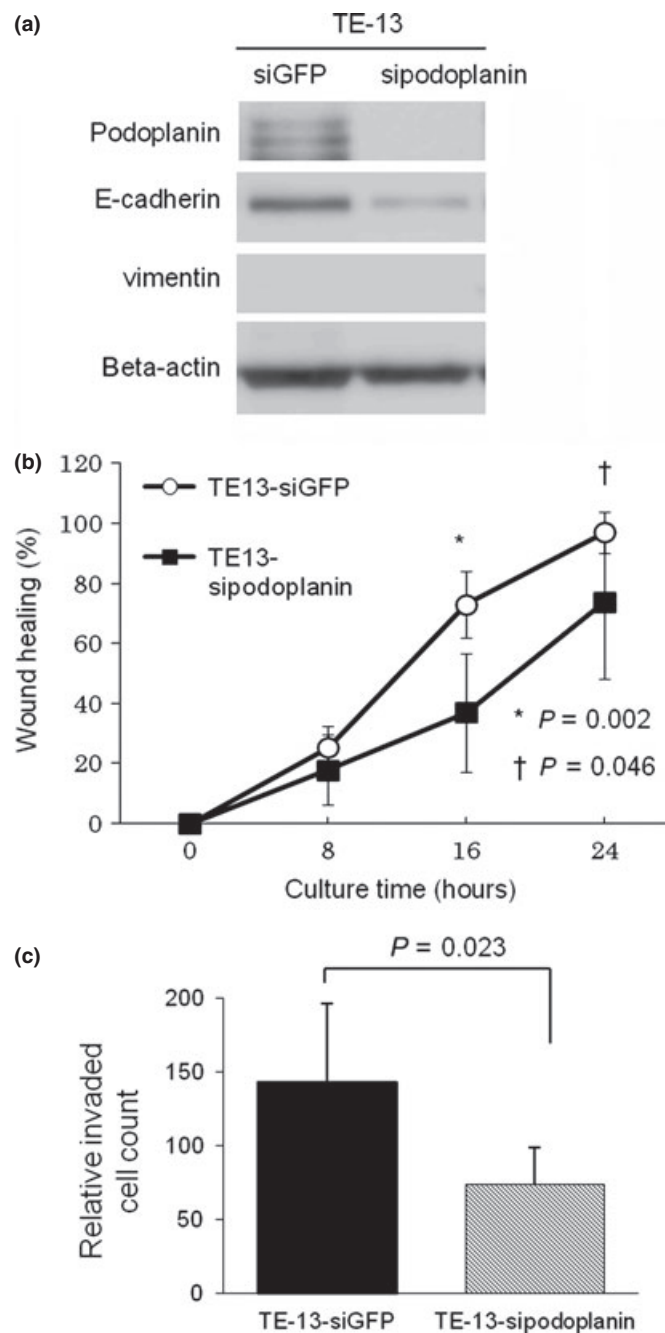 (a)
TE-13
siGFP sipodoplanin
Podoplanin
E-cadherin
vimentin
Beta-actin
(b)
120
100
80
60
40
20
0
Wound healing (%)
TE13-siGFP
TE13-
sipodoplanin
*
†
* P = 0.002
† P = 0.046
0 8 16 24
Culture time (hours)
(c)
P = 0.023
200
150
100
50
0
Relative invaded
cell count
TE-13-siGFP TE-13-sipodoplanin